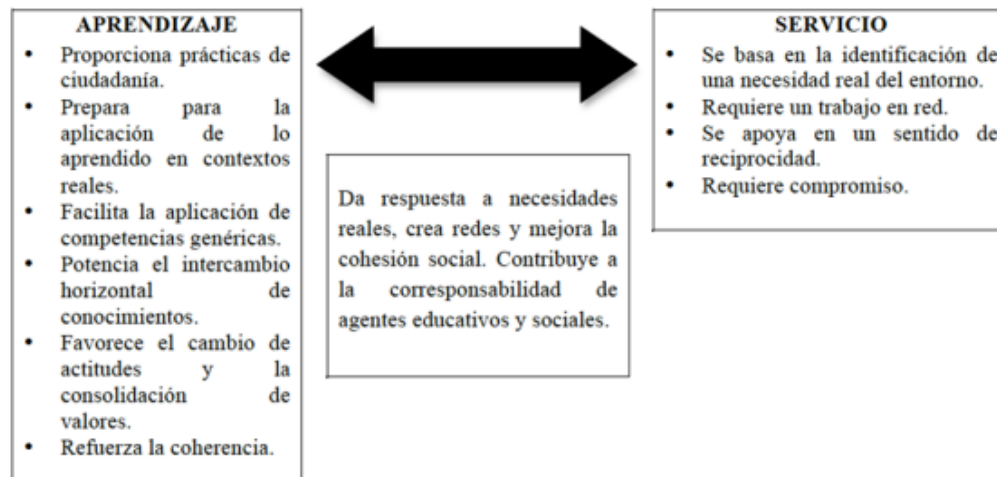 APRENDIZAJE
• Proporciona prácticas de
ciudadanía.
• Prepara para la
aplicación de lo
aprendido en contextos
reales.
• Facilita la aplicación de
competencias genéricas.
• Potencia el intercambio
horizontal de
conocimientos.
• Favorece el cambio de
actitudes y la
consolidación de
valores.
• Refuerza la coherencia.
Da respuesta a necesidades
reales, crea redes y mejora la
cohesión social. Contribuye a
la corresponsabilidad de
agentes educativos y sociales.
SERVICIO
• Se basa en la identificación de
una necesidad real del entorno.
• Requiere un trabajo en red.
• Se apoya en un sentido de
reciprocidad.
• Requiere compromiso.